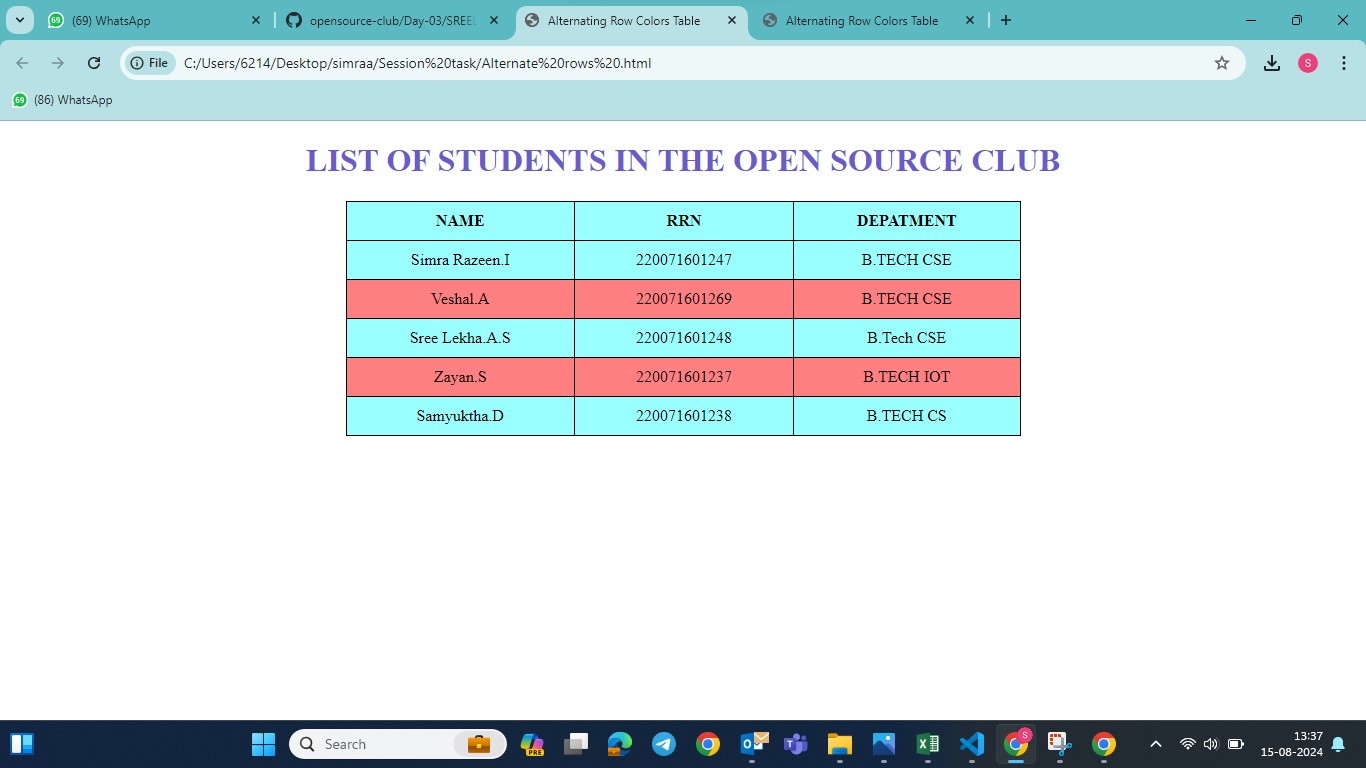 (69) WhatsApp
opensource-club/Day-03/SREEL
Alternating Row Colors Table
Alternating Row Colors Table
File C:/Users/6214/Desktop/simraa/Session%20task/Alternate%20rows%20.html S
69 (86) WhatsApp
LIST OF STUDENTS IN THE OPEN SOURCE CLUB
NAME RRN DEPATMENT
Simra Razeen.I 220071601247 B.TECH CSE
Veshal.A 220071601269 B.TECH CSE
Sree Lekha.A.S 220071601248 B.Tech CSE
Zayan.S 220071601237 B.TECH IOT
Samyuktha.D 220071601238 B.TECH CS
Search PRE S 13:37
15-08-2024